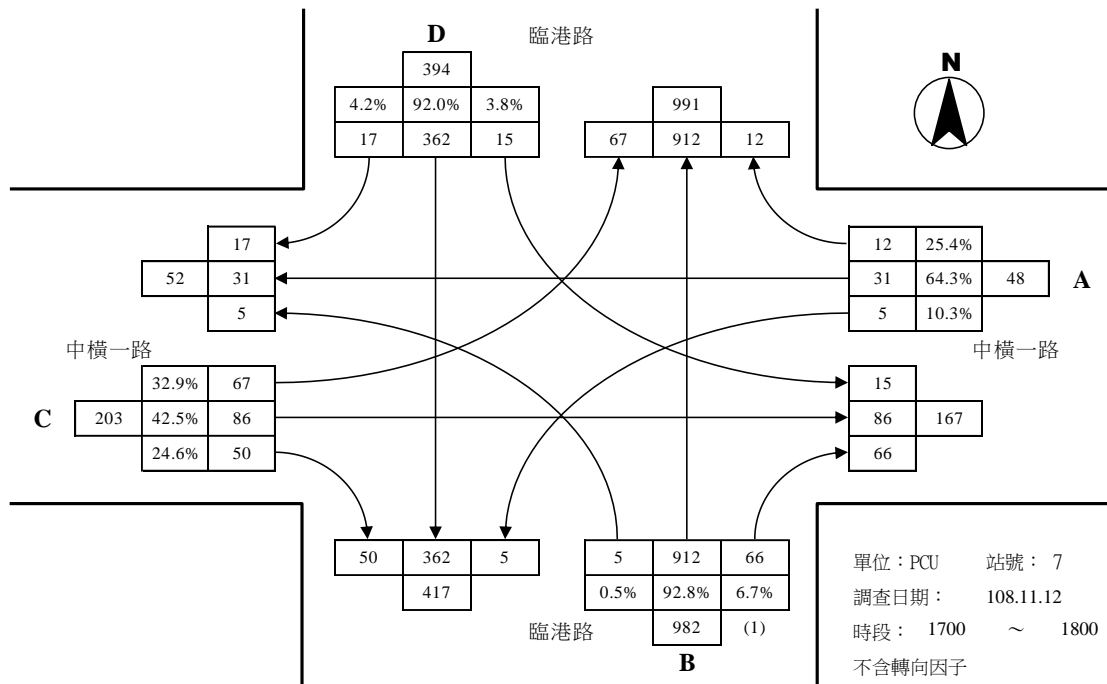 D 臨港路
394
N
4.2% 92.0% 3.8% 991
17 362 15 67 912 12
17 12 25.4%
52 31 31 64.3% 48 A
5 5 10.3%
中橫一路 中橫一路
32.9% 67 15
C 203 42.5% 86 86 167
24.6% 50 66
50 362 5 5 912 66
417 0.5% 92.8% 6.7%
臨港路 982 (1)
B
單位：PCU 站號： 7
調查日期： 108.11.12
時段： 1700 ～ 1800
不含轉向因子